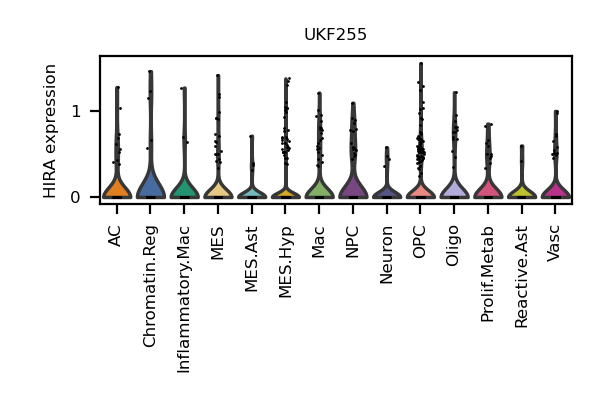 UKF255
HIRA expression
1
0
AC
Chromatin.Reg
Inflammatory.Mac
MES
MES.Ast
MES.Hyp
Mac
NPC
Neuron
OPC
Oligo
Prolif.Metab
Reactive.Ast
Vasc